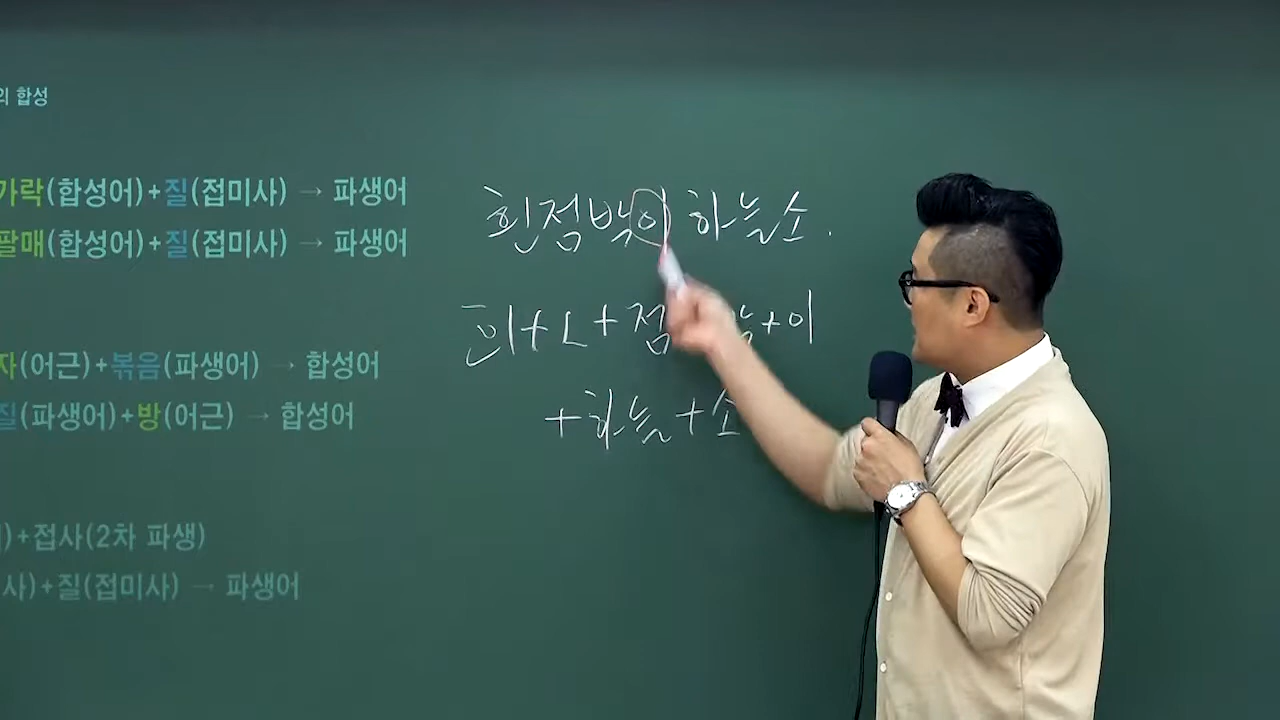 의 합성
가락(합성어)+질(접미사) → 파생어
팔매(합성어)+질(접미사) → 파생어
자(어근)+볶음(파생어) → 합성어
질(파생어)+방(어근) → 합성어
)+접사(2차 파생)
사)+질(접미사) → 파생어
흰점박이 하늘소.
희+ㄴ+점 +이
+하늘+소